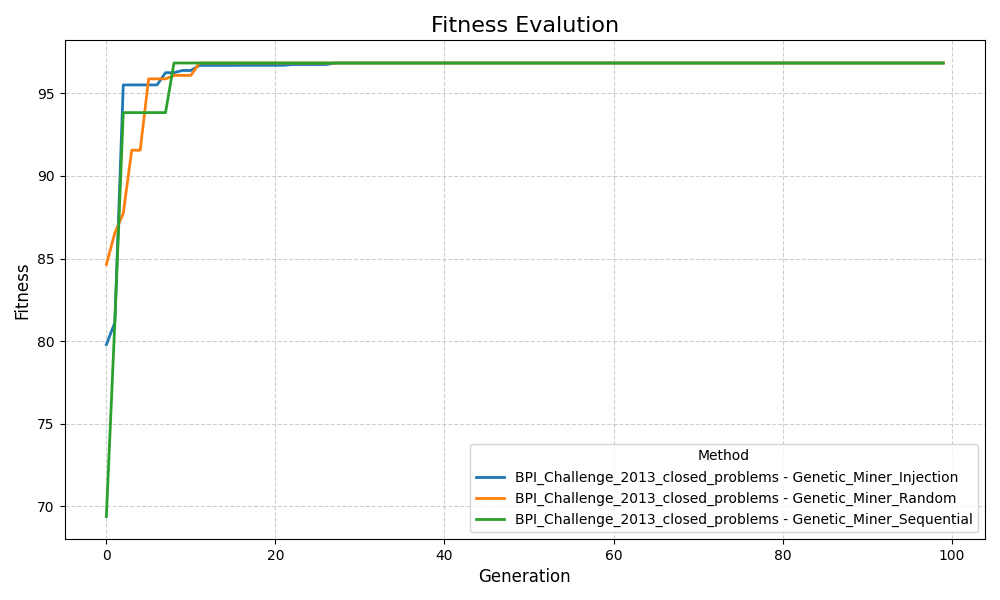 Fitness Evalution
Fitness
95
90
85
80
75
70
0
20
40
60
80
100
Generation
Method
BPI_Challenge_2013_closed_problems - Genetic_Miner_Injection
BPI_Challenge_2013_closed_problems - Genetic_Miner_Random
BPI_Challenge_2013_closed_problems - Genetic_Miner_Sequential